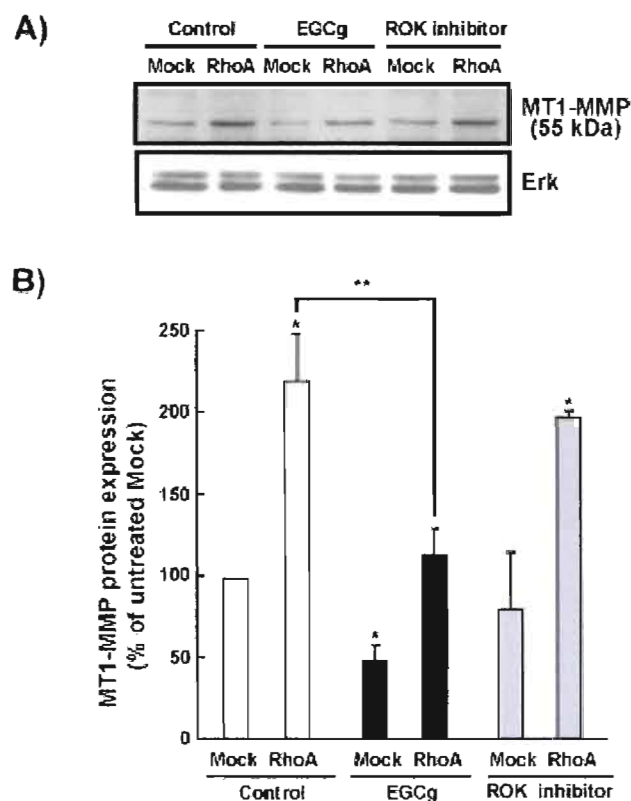 A)
Control EGCg ROK inhibitor
Mock RhoA Mock RhoA Mock RhoA
MT1-MMP
(55 kDa)
Erk
B)
**
*
*
*
250
200
150
100
50
0
MT1-MMP protein expression
(% of untreated Mock)
Mock RhoA Mock RhoA Mock RhoA
Control EGCg ROK inhibitor